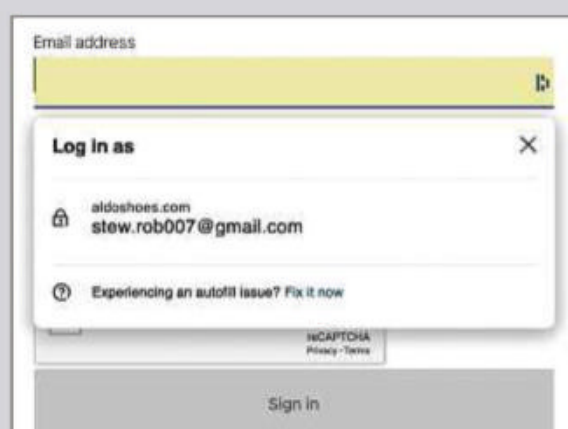 Email address
Log in as
aldoshoes.com
stew.rob007@gmail.com
Experiencing an autofill issue? Fix it now
reCAPTCHA
Privacy - Terms
Sign in